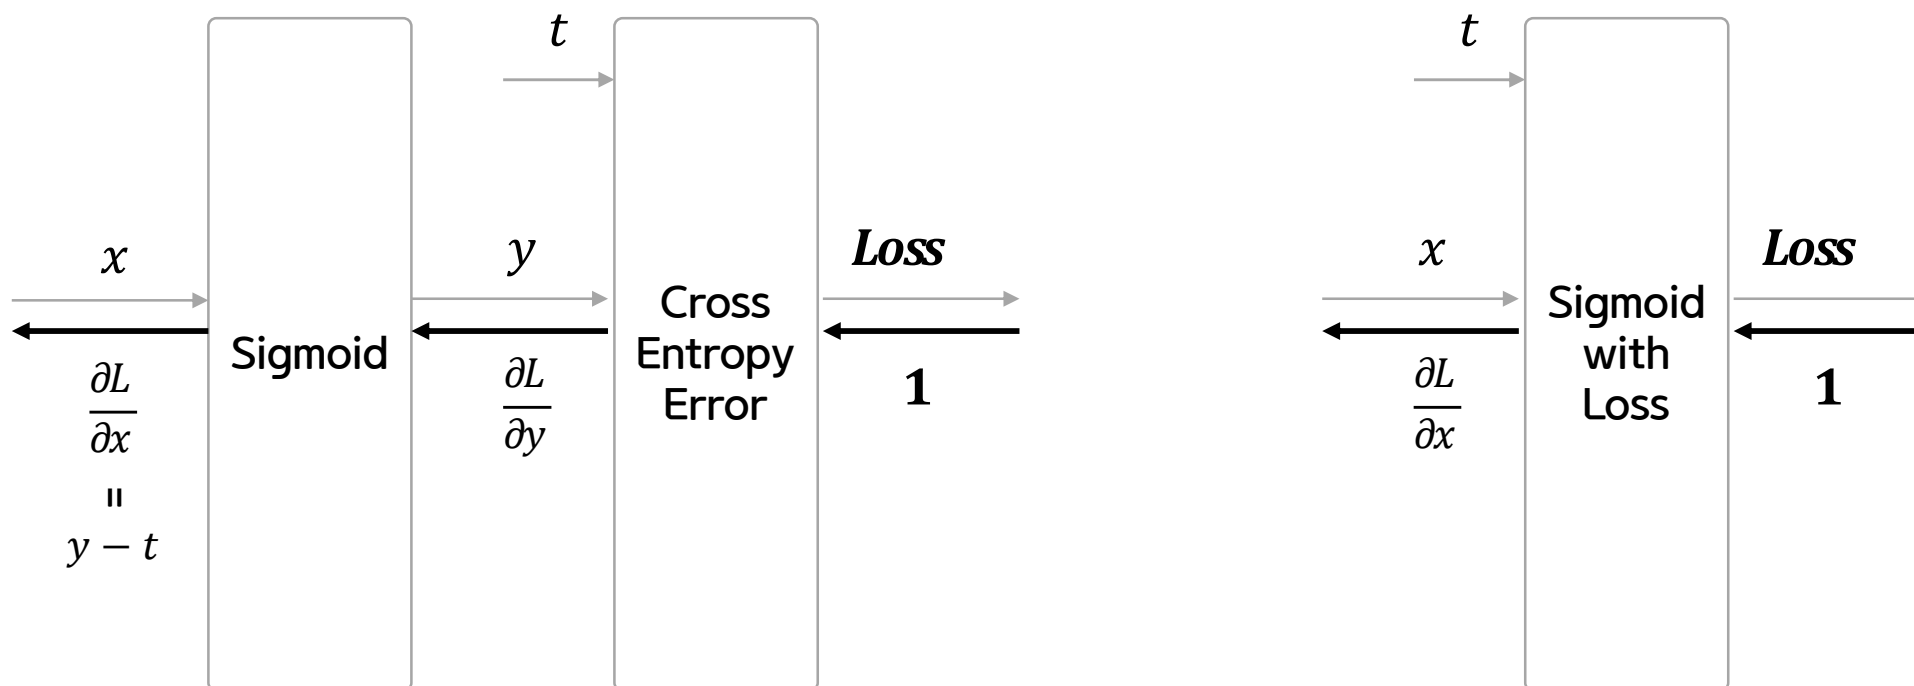 t
x
Sigmoid
∂L
∂x
=
y − t
y
∂L
∂y
Cross
Entropy
Error
Loss
1
t
x
∂L
∂x
Sigmoid
with
Loss
Loss
1